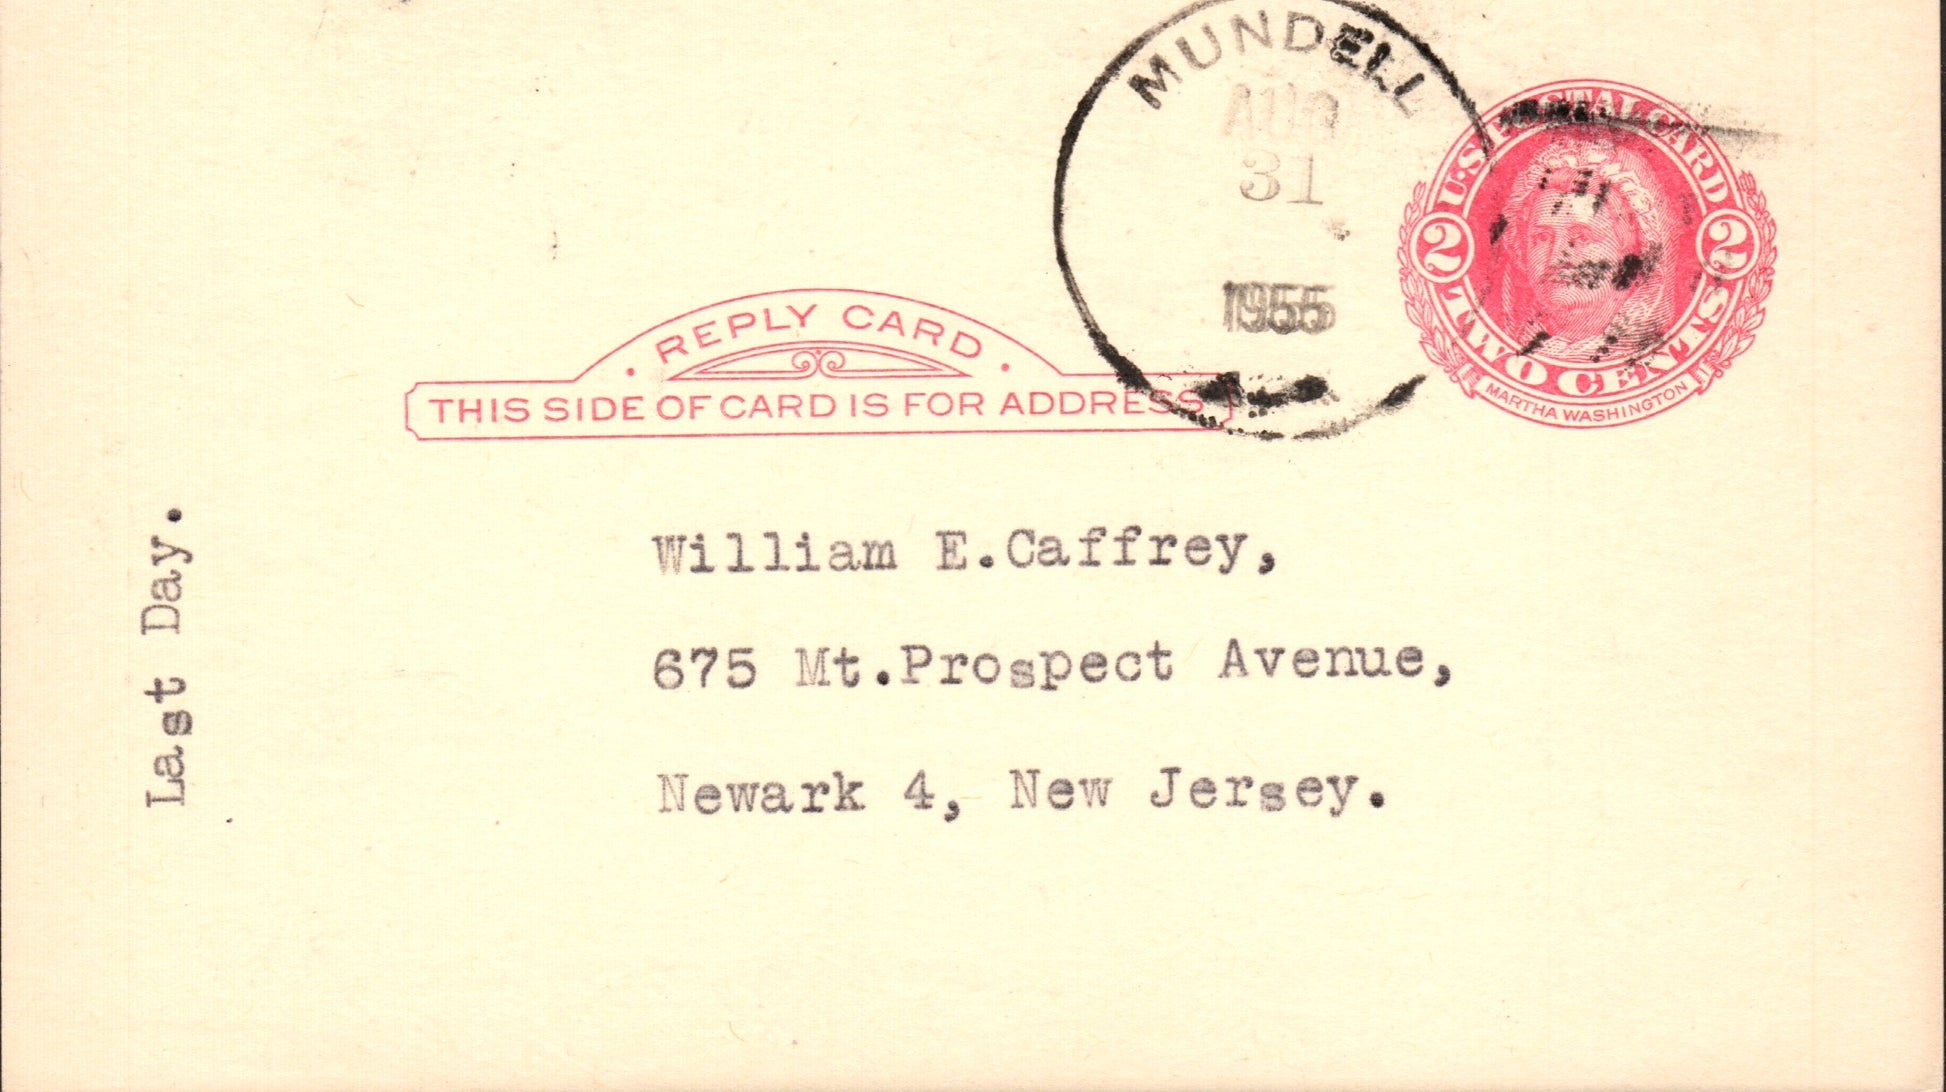 MUNDELL
AUG
31
1955
U.S. POSTAL CARD
2 2
TWO CENTS
MARTHA WASHINGTON
· REPLY CARD ·
THIS SIDE OF CARD IS FOR ADDRESS
Last Day.
William E.Caffrey,
675 Mt.Prospect Avenue,
Newark 4, New Jersey.